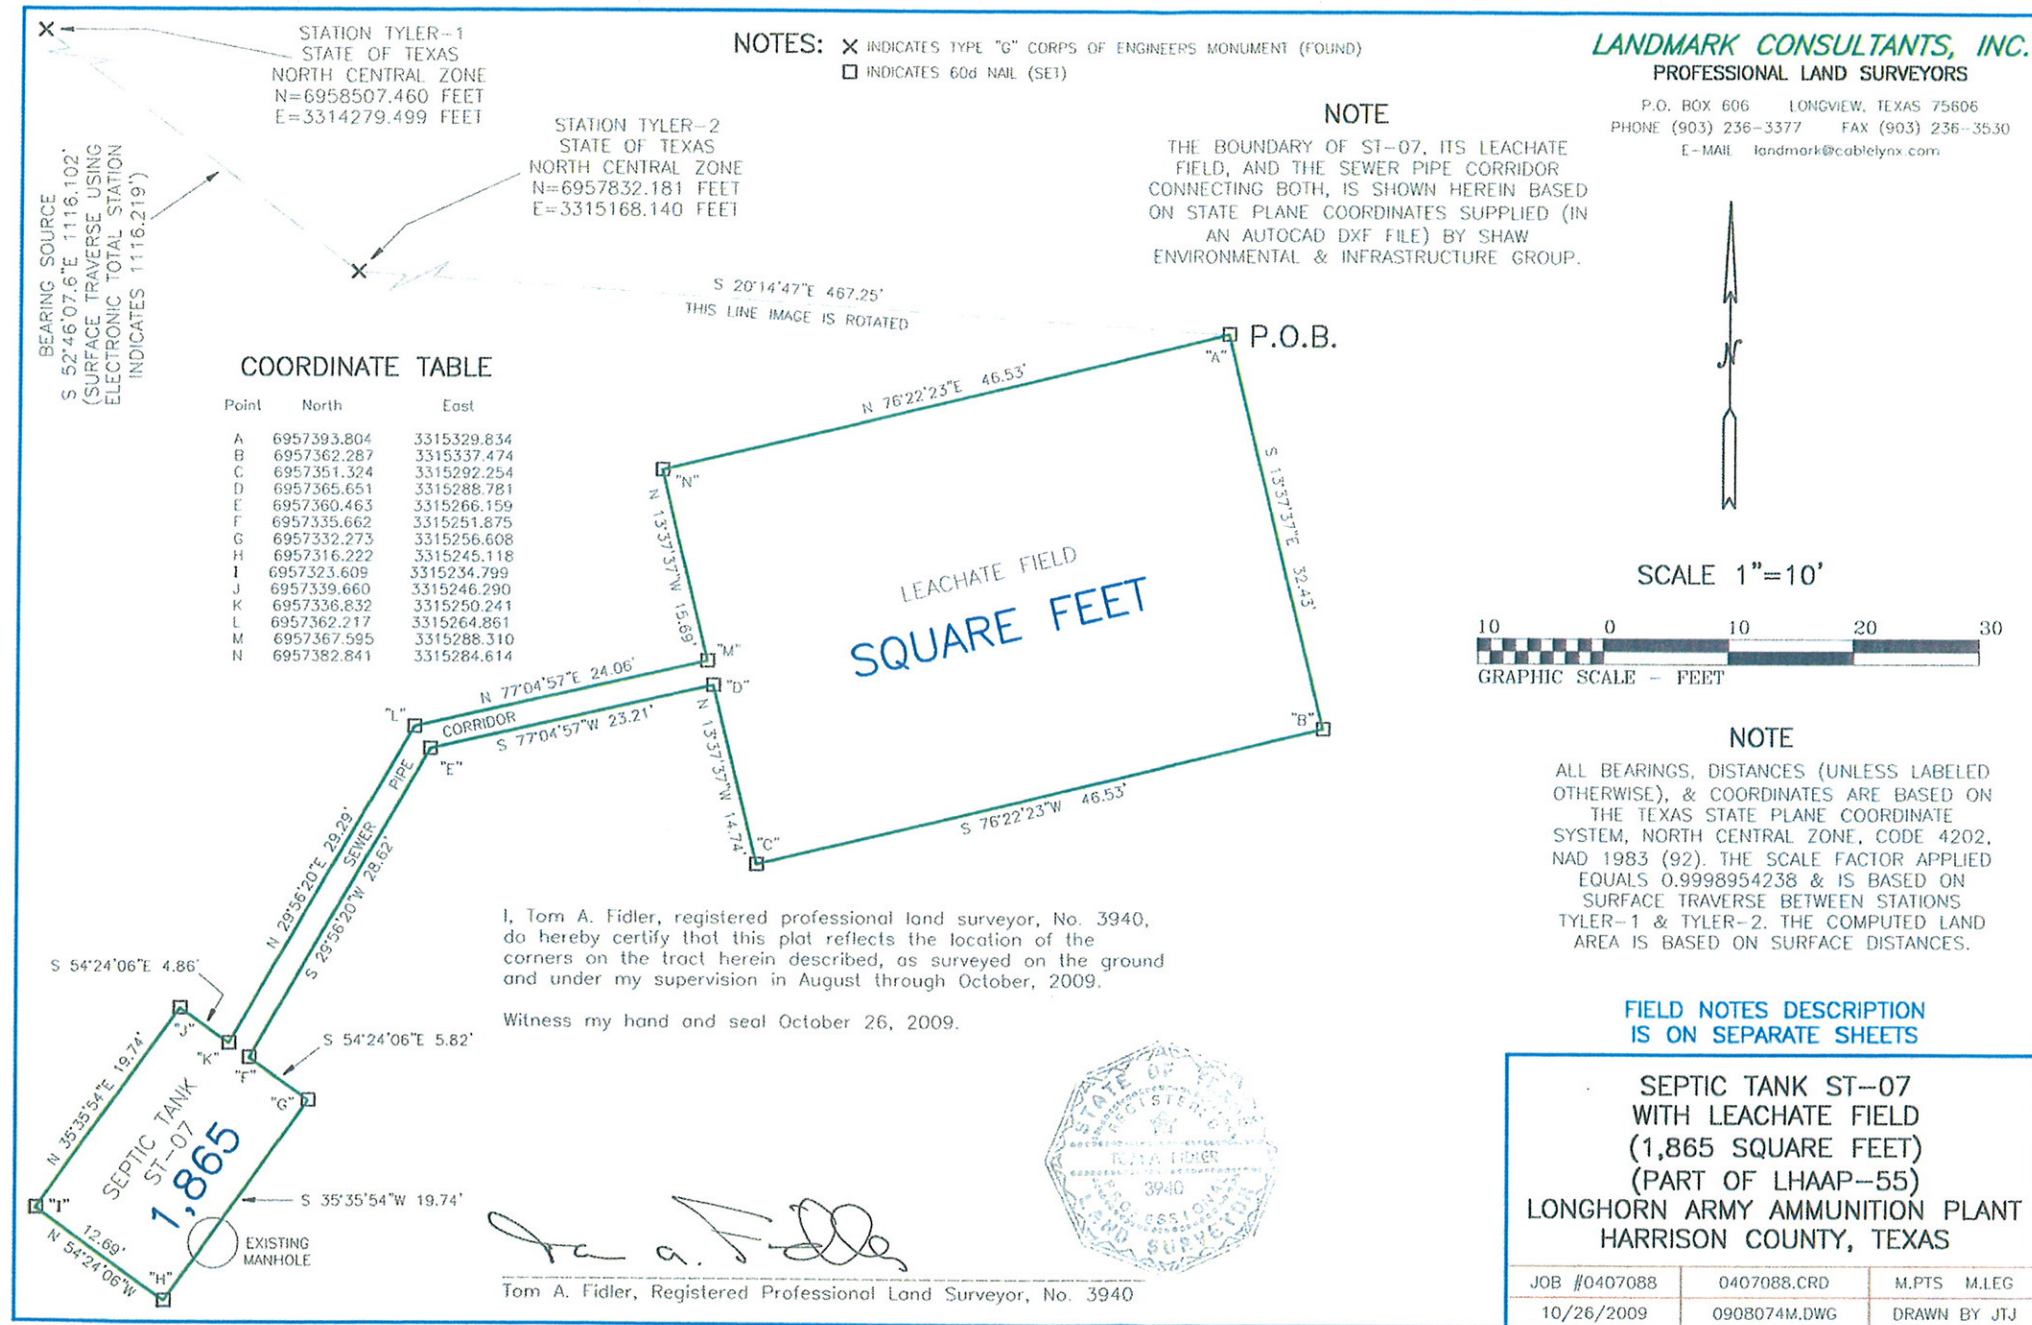 STATION TYLER-1
STATE OF TEXAS
NORTH CENTRAL ZONE
N=6958507.460 FEET
E=3314279.499 FEET
NOTES: X INDICATES TYPE "G" CORPS OF ENGINEERS MONUMENT (FOUND)
□ INDICATES 60d NAIL (SET)
LANDMARK CONSULTANTS, INC.
PROFESSIONAL LAND SURVEYORS
P.O. BOX 606 LONGVIEW, TEXAS 75606
PHONE (903) 236-3377 FAX (903) 236-3530
E-MAIL landmark@cablelynx.com
STATION TYLER-2
STATE OF TEXAS
NORTH CENTRAL ZONE
N=6957832.181 FEET
E=3315168.140 FEET
NOTE
THE BOUNDARY OF ST-07, ITS LEACHATE
FIELD, AND THE SEWER PIPE CORRIDOR
CONNECTING BOTH, IS SHOWN HEREIN BASED
ON STATE PLANE COORDINATES SUPPLIED (IN
AN AUTOCAD DXF FILE) BY SHAW
ENVIRONMENTAL & INFRASTRUCTURE GROUP.
BEARING SOURCE
S 52°46'07.6"E 1116.102'
(SURFACE TRAVERSE USING
ELECTRONIC TOTAL STATION
INDICATES 1116.219')
S 20°14'47"E 467.25'
THIS LINE IMAGE IS ROTATED
"A" P.O.B.
N
COORDINATE TABLE
Point North East
A 6957393.804 3315329.834
B 6957362.287 3315337.474
C 6957351.324 3315292.254
D 6957365.651 3315288.781
E 6957360.463 3315266.159
F 6957335.662 3315251.875
G 6957332.273 3315256.608
H 6957316.222 3315245.118
I 6957323.609 3315234.799
J 6957339.660 3315246.290
K 6957336.832 3315250.241
L 6957362.217 3315264.861
M 6957367.595 3315288.310
N 6957382.841 3315284.614
N 76°22'23"E 46.53'
"N"
N 13°37'37"W 15.69'
S 13°37'37"E 32.43'
LEACHATE FIELD
SQUARE FEET
"M"
"D"
"B"
N 77°04'57"E 24.06'
"L"
CORRIDOR
S 77°04'57"W 23.21'
"E"
N 13°37'37"W 14.74'
"C"
S 76°22'23"W 46.53'
SCALE 1"=10'
10 0 10 20 30
GRAPHIC SCALE - FEET
NOTE
ALL BEARINGS, DISTANCES (UNLESS LABELED
OTHERWISE), & COORDINATES ARE BASED ON
THE TEXAS STATE PLANE COORDINATE
SYSTEM, NORTH CENTRAL ZONE, CODE 4202,
NAD 1983 (92). THE SCALE FACTOR APPLIED
EQUALS 0.9998954238 & IS BASED ON
SURFACE TRAVERSE BETWEEN STATIONS
TYLER-1 & TYLER-2. THE COMPUTED LAND
AREA IS BASED ON SURFACE DISTANCES.
N 29°56'20"E 29.29'
SEWER PIPE
S 29°56'20"W 28.62'
S 54°24'06"E 4.86'
"J"
"K"
"F"
S 54°24'06"E 5.82'
"G"
N 35°35'54"E 19.74'
SEPTIC TANK
ST-07
1,865
S 35°35'54"W 19.74'
"I"
12.69'
N 54°24'06"W
"H"
EXISTING
MANHOLE
I, Tom A. Fidler, registered professional land surveyor, No. 3940,
do hereby certify that this plat reflects the location of the
corners on the tract herein described, as surveyed on the ground
and under my supervision in August through October, 2009.
Witness my hand and seal October 26, 2009.
STATE OF TEXAS
REGISTERED
TOM A. FIDLER
3940
PROFESSIONAL
LAND SURVEYOR
Tom A. Fidler, Registered Professional Land Surveyor, No. 3940
FIELD NOTES DESCRIPTION
IS ON SEPARATE SHEETS
SEPTIC TANK ST-07
WITH LEACHATE FIELD
(1,865 SQUARE FEET)
(PART OF LHAAP-55)
LONGHORN ARMY AMMUNITION PLANT
HARRISON COUNTY, TEXAS
JOB #0407088 0407088.CRD M.PTS M.LEG
10/26/2009 0908074M.DWG DRAWN BY JTJ